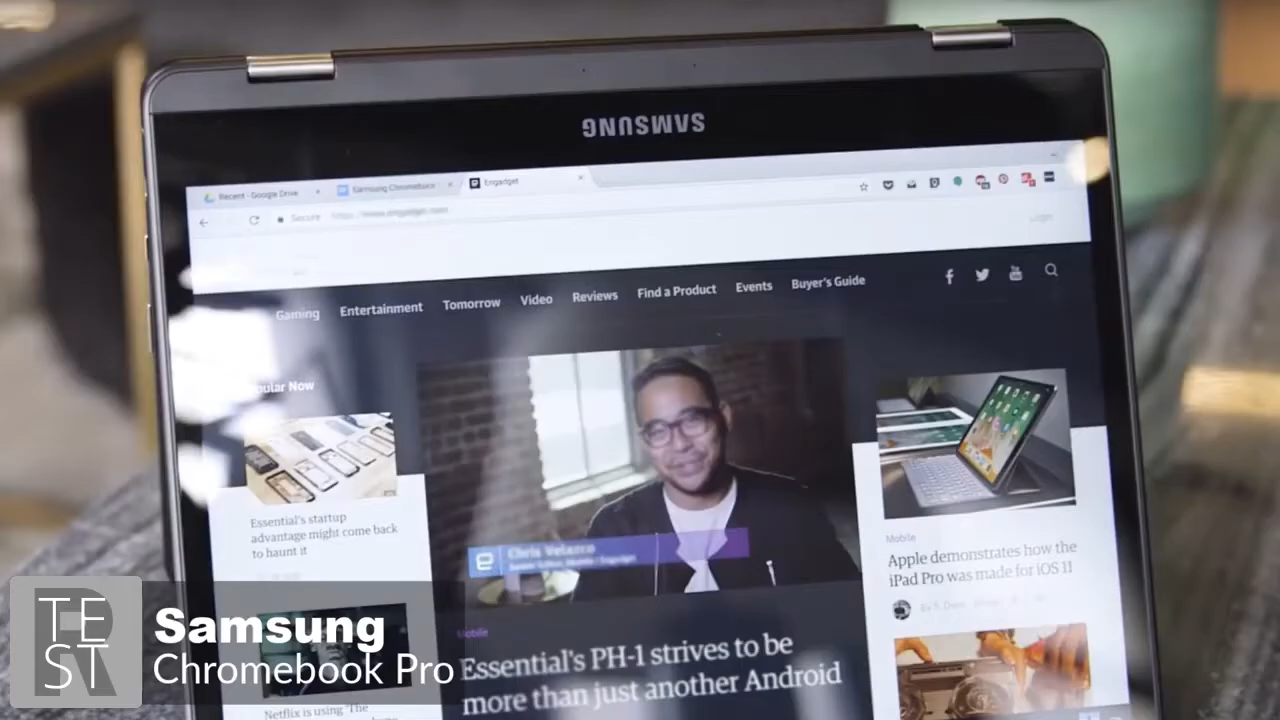 SAMSUNG
Recent - Google Drive
Samsung Chromebook
Engadget
Secure
Login
Gaming Entertainment Tomorrow Video Reviews Find a Product Events Buyer's Guide
Now
Essential's startup
advantage might come back
to haunt it
Netflix is using 'The
Chris Velazco
Mobile
Essential's PH-1 strives to be
more than just another Android
Mobile
Apple demonstrates how the
iPad Pro was made for iOS 11
TEST
R
Samsung
Chromebook Pro